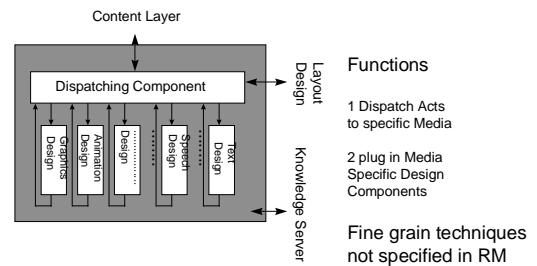 Content Layer
Dispatching Component
Graphics
Design
Animation
Design
..............
Design
Speech
Design
Text
Design
Layout
Design
Knowledge Server
Functions
1 Dispatch Acts
to specific Media
2 plug in Media
Specific Design
Components
Fine grain techniques
not specified in RM